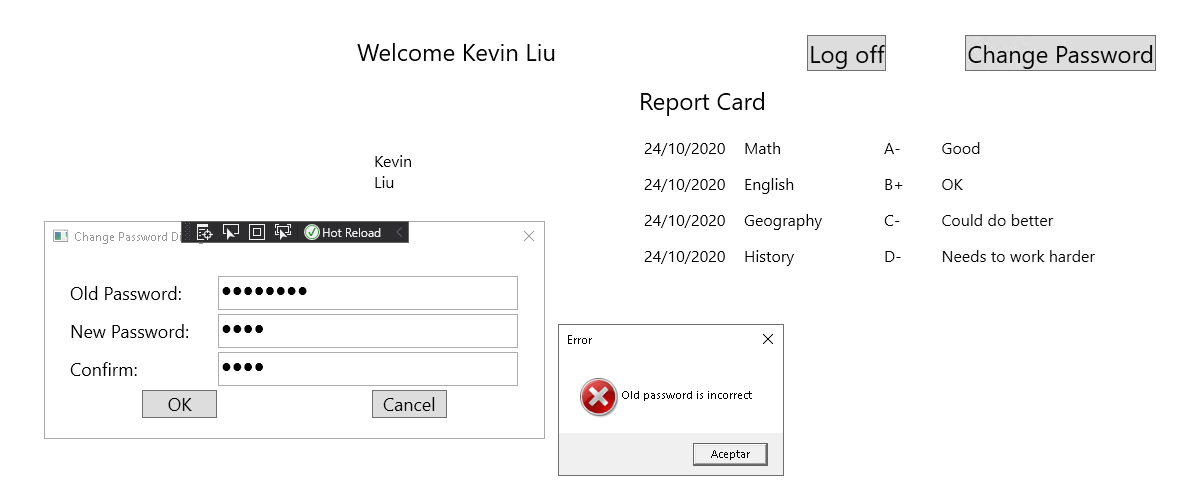 Welcome Kevin Liu
Log off
Change Password
Report Card
24/10/2020 Math A- Good
24/10/2020 English B+ OK
24/10/2020 Geography C- Could do better
24/10/2020 History D- Needs to work harder
Kevin
Liu
Change Password
Hot Reload
Old Password:
New Password:
Confirm:
OK
Cancel
Error
Old password is incorrect
Aceptar